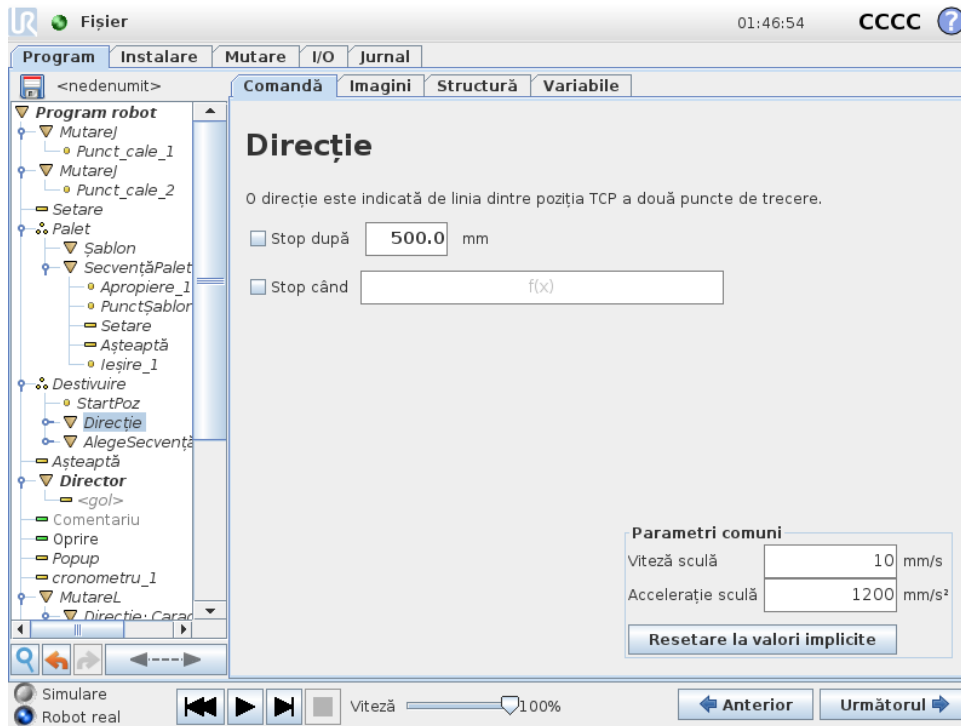 UR Fișier 01:46:54 CCCC ?
Program Instalare Mutare I/O Jurnal
<nedenumit>
Comandă Imagini Structură Variabile
Program robot
MutareJ
Punct_cale_1
MutareJ
Punct_cale_2
Setare
Palet
Șablon
SecvențăPalet
Apropiere_1
PunctȘablon
Setare
Așteaptă
Ieșire_1
Destivuire
StartPoz
Direcție
AlegeSecvență
Așteaptă
Director
<gol>
Comentariu
Oprire
Popup
cronometru_1
MutareL
Direcție: Carac
Direcție
O direcție este indicată de linia dintre poziția TCP a două puncte de trecere.
Stop după 500.0 mm
Stop când f(x)
Parametri comuni
Viteză sculă 10 mm/s
Accelerație sculă 1200 mm/s²
Resetare la valori implicite
Simulare
Robot real
Viteză 100%
Anterior Următorul